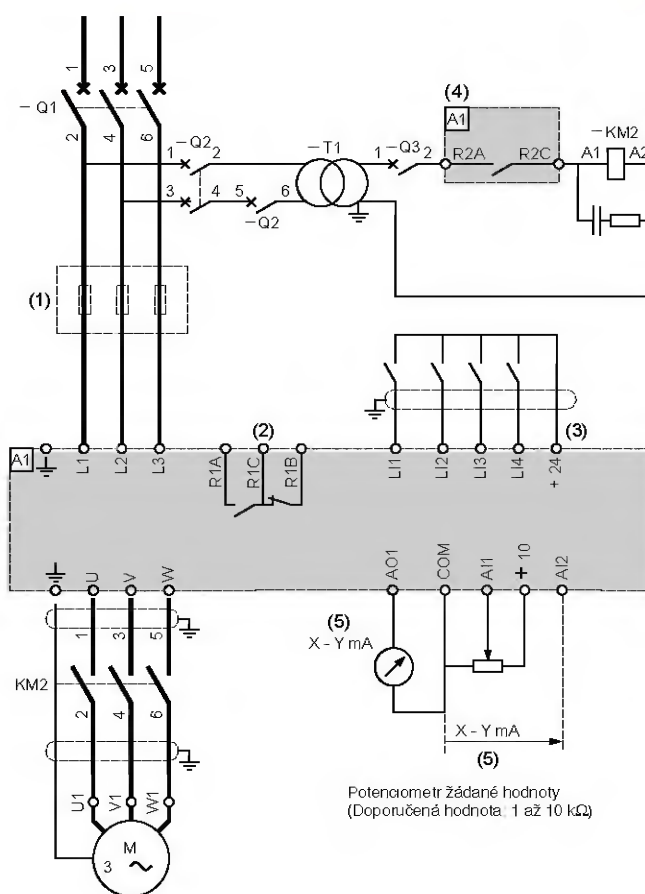 1 3 5
– Q1
2 4 6
(4)
A1
– Q2
1 2
– T1
1 – Q3 2
R2A R2C
– KM2
A1 A2
3 4 5 6
– Q2
(1)
(2)
(3)
A1
L1 L2 L3
R1A R1C R1B
LI1 LI2 LI3 LI4 + 24
U V W
AO1 COM AI1 + 10 AI2
1 3 5
(5)
X - Y mA
KM2
2 4 6
X - Y mA
(5)
U1 V1 W1
Potenciometr žádané hodnoty
(Doporučená hodnota: 1 až 10 kΩ)
M
3